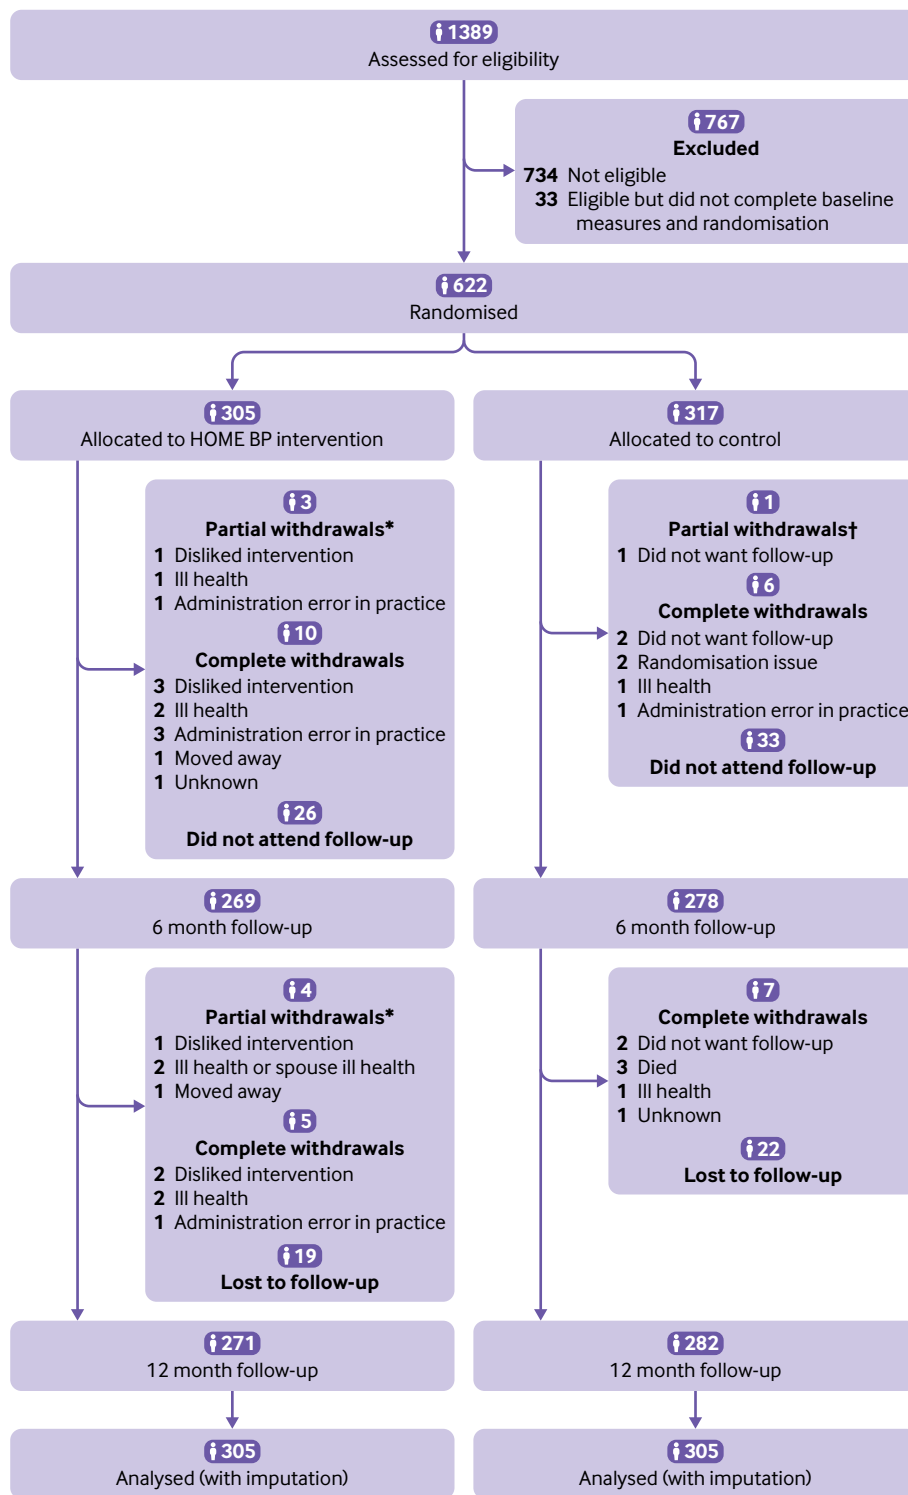 1389
Assessed for eligibility
767
Excluded
734 Not eligible
33 Eligible but did not complete baseline
measures and randomisation
622
Randomised
305
Allocated to HOME BP intervention
317
Allocated to control
3
Partial withdrawals*
1 Disliked intervention
1 Ill health
1 Administration error in practice
10
Complete withdrawals
3 Disliked intervention
2 Ill health
3 Administration error in practice
1 Moved away
1 Unknown
26
Did not attend follow-up
1
Partial withdrawals†
1 Did not want follow-up
6
Complete withdrawals
2 Did not want follow-up
2 Randomisation issue
1 Ill health
1 Administration error in practice
33
Did not attend follow-up
269
6 month follow-up
278
6 month follow-up
4
Partial withdrawals*
1 Disliked intervention
2 Ill health or spouse ill health
1 Moved away
5
Complete withdrawals
2 Disliked intervention
2 Ill health
1 Administration error in practice
19
Lost to follow-up
7
Complete withdrawals
2 Did not want follow-up
3 Died
1 Ill health
1 Unknown
22
Lost to follow-up
271
12 month follow-up
282
12 month follow-up
305
Analysed (with imputation)
305
Analysed (with imputation)